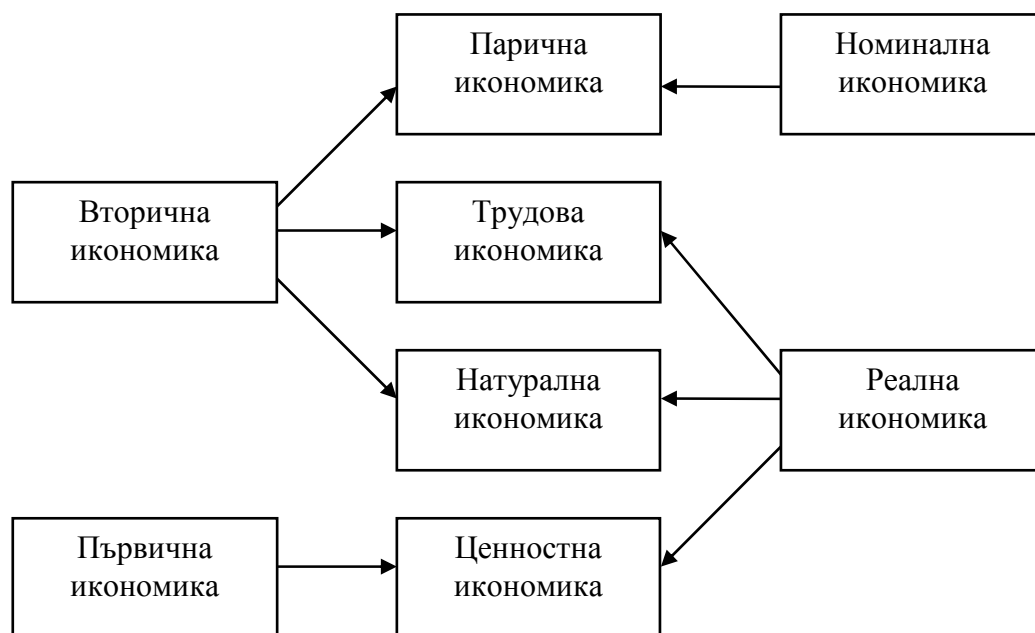 Парична
икономика
Номинална
икономика
Вторична
икономика
Трудова
икономика
Натурална
икономика
Реална
икономика
Първична
икономика
Ценностна
икономика